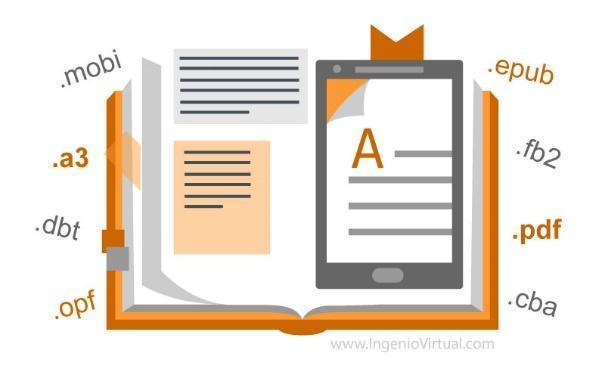 .mobi
.a3
.dbt
.opf
A
.epub
.fb2
.pdf
.cba
www.IngenioVirtual.com